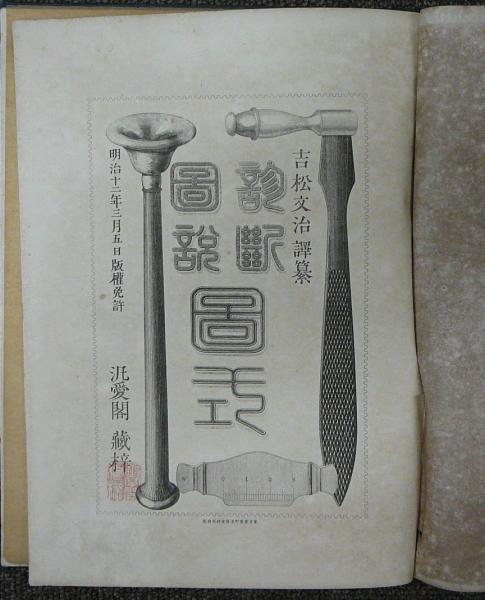 吉松文治 譯纂
診斷
圖說
圖式
明治十二年三月五日版權免許
汎愛閣 藏梓